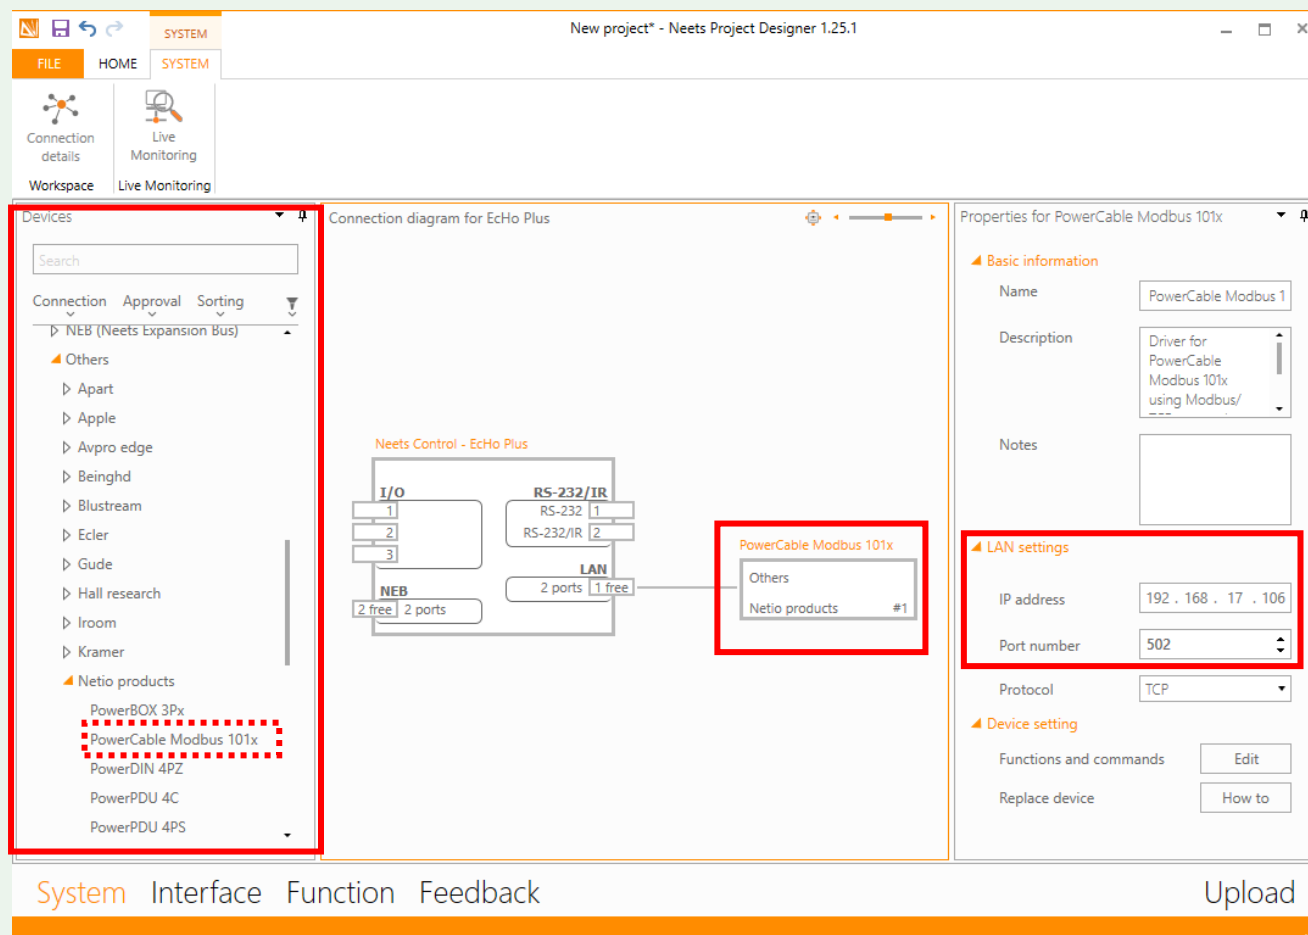 SYSTEM
New project* - Neets Project Designer 1.25.1
FILE HOME SYSTEM
Connection details
Live Monitoring
Workspace
Live Monitoring
Devices
Search
Connection Approval Sorting
NEB (Neets Expansion Bus)
Others
Apart
Apple
Avpro edge
Beinghd
Blustream
Ecler
Gude
Hall research
Iroom
Kramer
Netio products
PowerBOX 3Px
PowerCable Modbus 101x
PowerDIN 4PZ
PowerPDU 4C
PowerPDU 4PS
Connection diagram for EcHo Plus
Neets Control - EcHo Plus
I/O
1
2
3
NEB
2 free 2 ports
RS-232/IR
RS-232 1
RS-232/IR 2
LAN
2 ports 1 free
PowerCable Modbus 101x
Others
Netio products #1
Properties for PowerCable Modbus 101x
Basic information
Name PowerCable Modbus 1
Description Driver for
PowerCable
Modbus 101x
using Modbus/
Notes
LAN settings
IP address 192 . 168 . 17 . 106
Port number 502
Protocol TCP
Device setting
Functions and commands Edit
Replace device How to
System Interface Function Feedback Upload